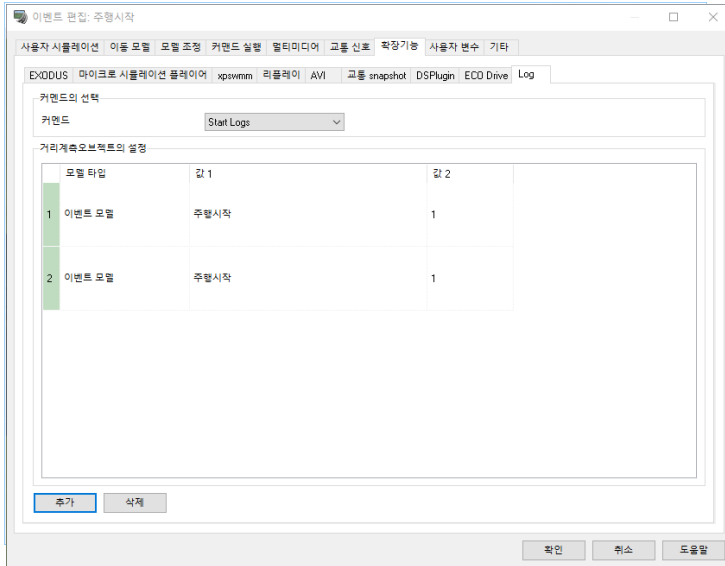 이벤트 편집: 주행시작
사용자 시뮬레이션 이동 모델 모델 조정 커맨드 실행 멀티미디어 교통 신호 확장기능 사용자 변수 기타
EXODUS 마이크로 시뮬레이션 플레이어 xpswmm 리플레이 AVI 교통 snapshot DSPlugin ECO Drive Log
커멘드의 선택
커멘드 Start Logs
거리계측오브젝트의 설정
모델 타입 값 1 값 2
1 이벤트 모델 주행시작 1
2 이벤트 모델 주행시작 1
추가 삭제
확인 취소 도움말